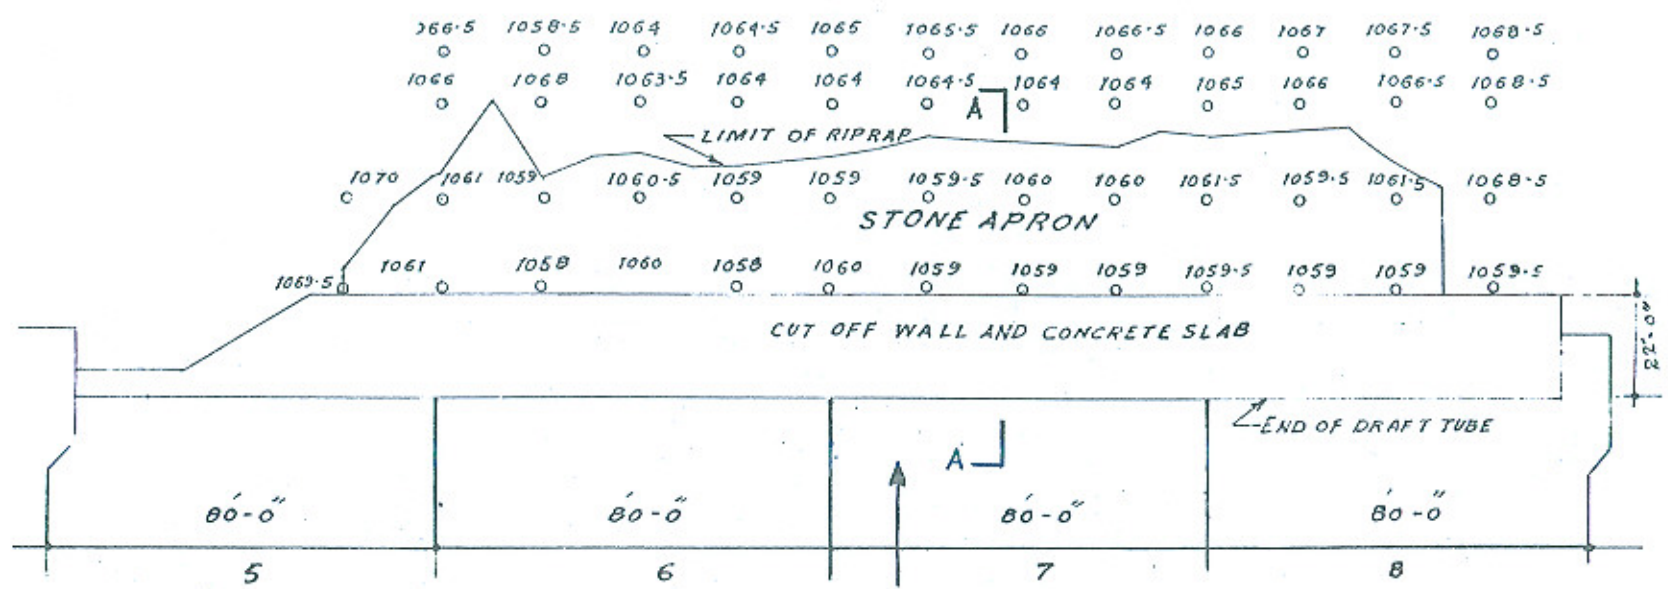 366·5 1058·5 1064 1064·5 1065 1065·5 1066 1066·5 1066 1067 1067·5 1068·5
1066 1068 1063·5 1064 1064 1064·5 1064 1064 1065 1066 1066·5 1068·5
A
LIMIT OF RIPRAP
1070 1061 1059 1060·5 1059 1059 1059·5 1060 1060 1061·5 1059·5 1061·5 1068·5
STONE APRON
1069·5 1061 1058 1060 1058 1060 1059 1059 1059 1059·5 1059 1059 1059·5
CUT OFF WALL AND CONCRETE SLAB
22'-0"
END OF DRAFT TUBE
A
80'-0" 80'-0" 80'-0" 80'-0"
5 6 7 8